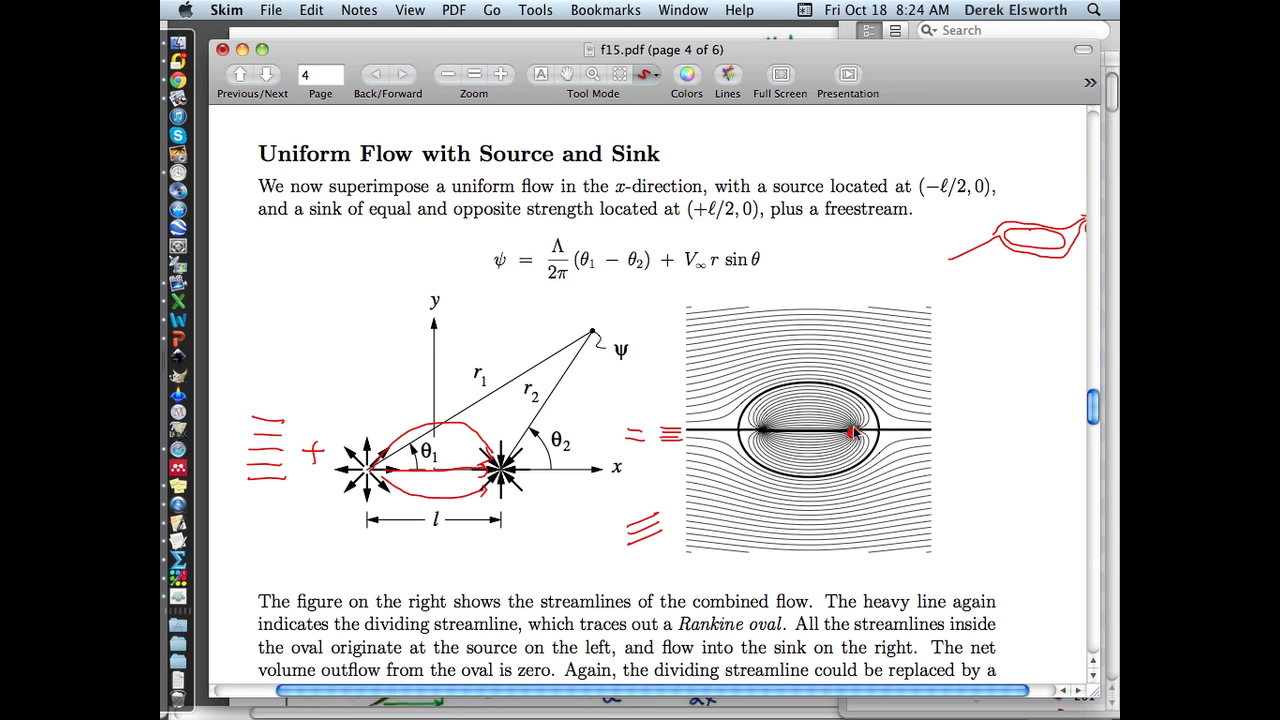 Skim File Edit Notes View PDF Go Tools Bookmarks Window Help Fri Oct 18 8:24 AM Derek Elsworth
f15.pdf (page 4 of 6)
Search
4
Previous/Next Page Back/Forward Zoom Tool Mode Colors Lines Full Screen Presentation
Uniform Flow with Source and Sink
We now superimpose a uniform flow in the x-direction, with a source located at (−ℓ/2, 0),
and a sink of equal and opposite strength located at (+ℓ/2, 0), plus a freestream.
ψ = Λ/2π (θ₁ − θ₂) + V∞ r sin θ
y
ψ
r₁
r₂
θ₁
θ₂
x
l
+
=
The figure on the right shows the streamlines of the combined flow. The heavy line again
indicates the dividing streamline, which traces out a Rankine oval. All the streamlines inside
the oval originate at the source on the left, and flow into the sink on the right. The net
volume outflow from the oval is zero. Again, the dividing streamline could be replaced by a